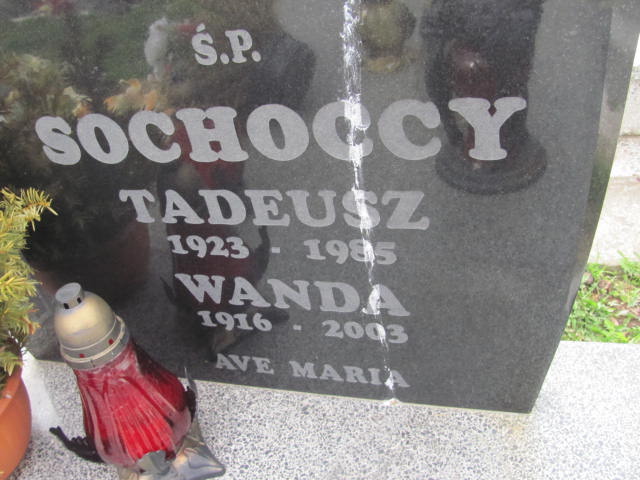 Ś.P.
SOCHOCCY
TADEUSZ
1923 - 1985
WANDA
1916 - 2003
AVE MARIA